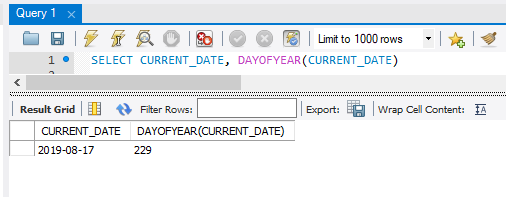 Query 1
Limit to 1000 rows
1 SELECT CURRENT_DATE, DAYOFYEAR(CURRENT_DATE)
Result Grid Filter Rows: Export: Wrap Cell Content:
CURRENT_DATE DAYOFYEAR(CURRENT_DATE)
2019-08-17 229